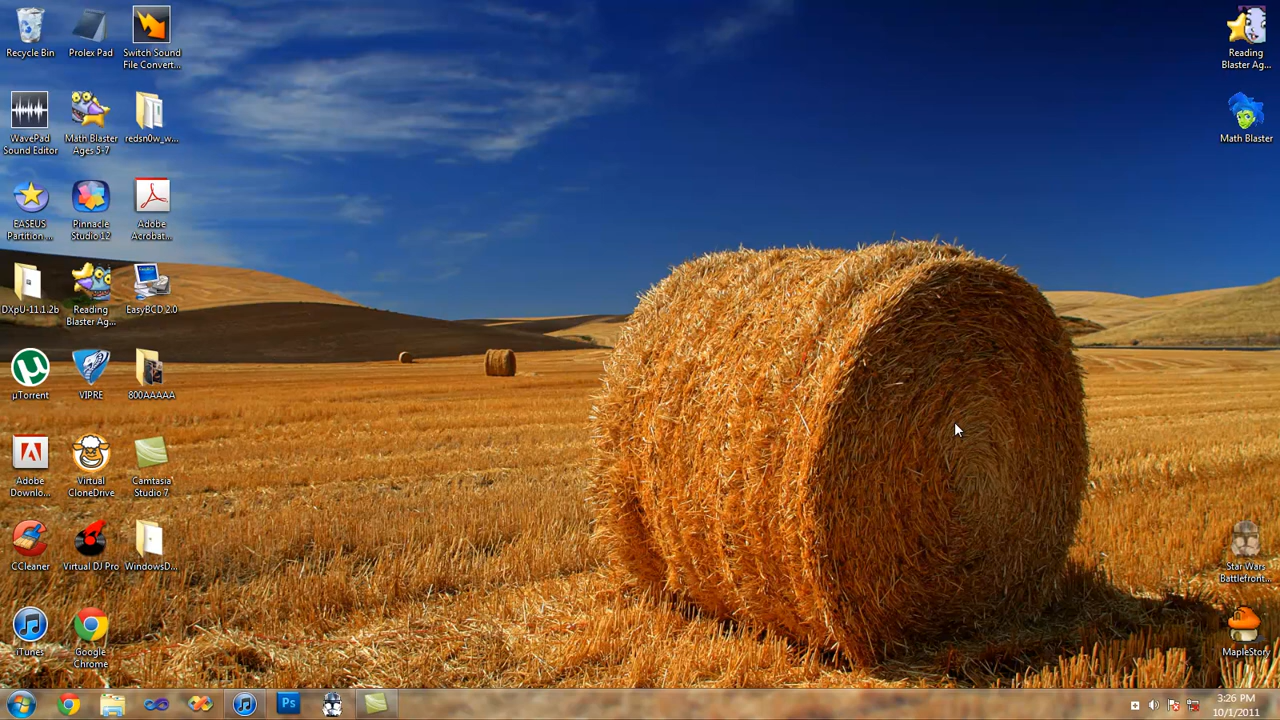 Recycle Bin
Prolex Pad
Switch Sound
File Convert...
Reading
Blaster Ag...
WavePad
Sound Editor
Math Blaster
Ages 5-7
redsn0w_w...
Math Blaster
EASEUS
Partition ...
Pinnacle
Studio 12
Adobe
Acrobat...
DXpU-11.1.2b
Reading
Blaster Ag...
EasyBCD 2.0
µTorrent
VIPRE
800AAAAA
Adobe
Downlo...
Virtual
CloneDrive
Camtasia
Studio 7
CCleaner
Virtual DJ Pro
WindowsD...
Star Wars
Battlefront...
iTunes
Google
Chrome
MapleStory
Ps
3:26 PM
10/1/2011